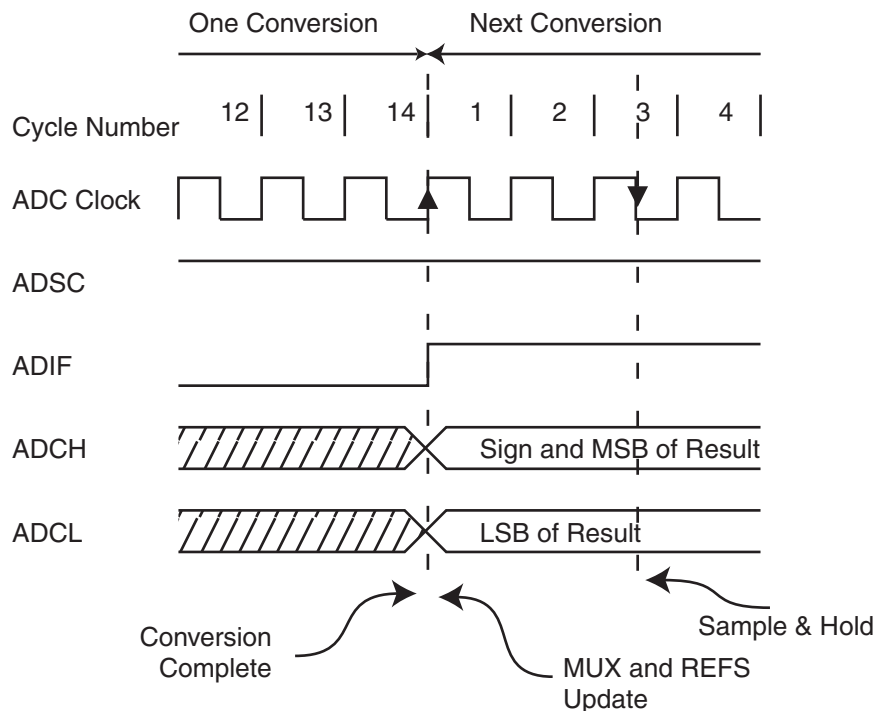 One Conversion Next Conversion
Cycle Number 12 13 14 1 2 3 4
ADC Clock
ADSC
ADIF
ADCH Sign and MSB of Result
ADCL LSB of Result
Sample & Hold
Conversion
Complete
MUX and REFS
Update